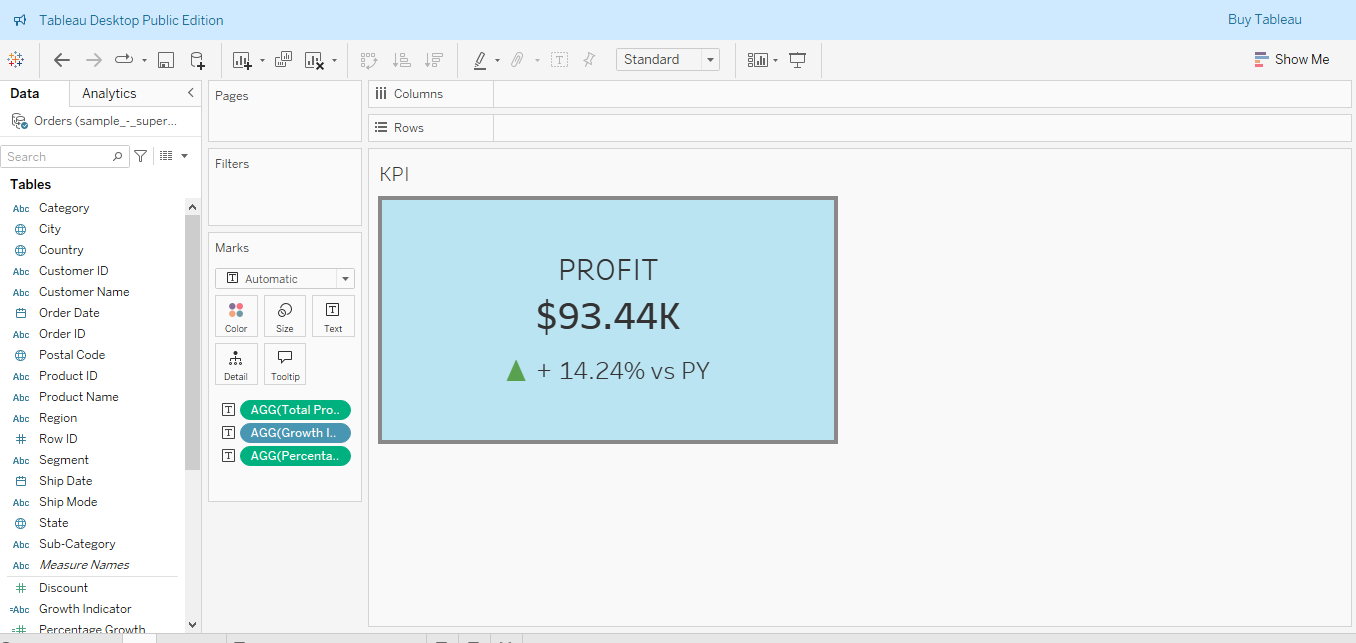 Tableau Desktop Public Edition
Buy Tableau
Standard
Show Me
Data
Analytics
Orders (sample_-_super...
Search
Tables
Abc Category
City
Country
Abc Customer ID
Abc Customer Name
Order Date
Abc Order ID
Postal Code
Abc Product ID
Abc Product Name
Abc Region
# Row ID
Abc Segment
Ship Date
Abc Ship Mode
State
Abc Sub-Category
Abc Measure Names
# Discount
=Abc Growth Indicator
=# Percentage Growth
Pages
Filters
Marks
T Automatic
Color
Size
T Text
Detail
Tooltip
T AGG(Total Pro..
T AGG(Growth I..
T AGG(Percenta..
Columns
Rows
KPI
PROFIT
$93.44K
▲ + 14.24% vs PY